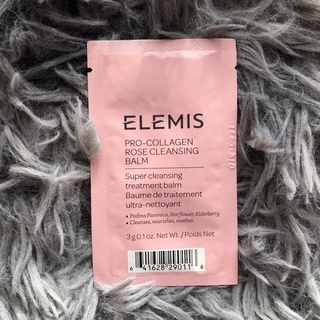 ELEMIS
PRO-COLLAGEN
ROSE CLEANSING
BALM
Super cleansing
treatment balm
Baume de traitement
ultra-nettoyant
• Padina Pavonica, Starflower, Elderberry
• Cleanses, nourishes, soothes
3 g 0.1 oz. Net Wt. / Poids Net
6 41628 29011 6